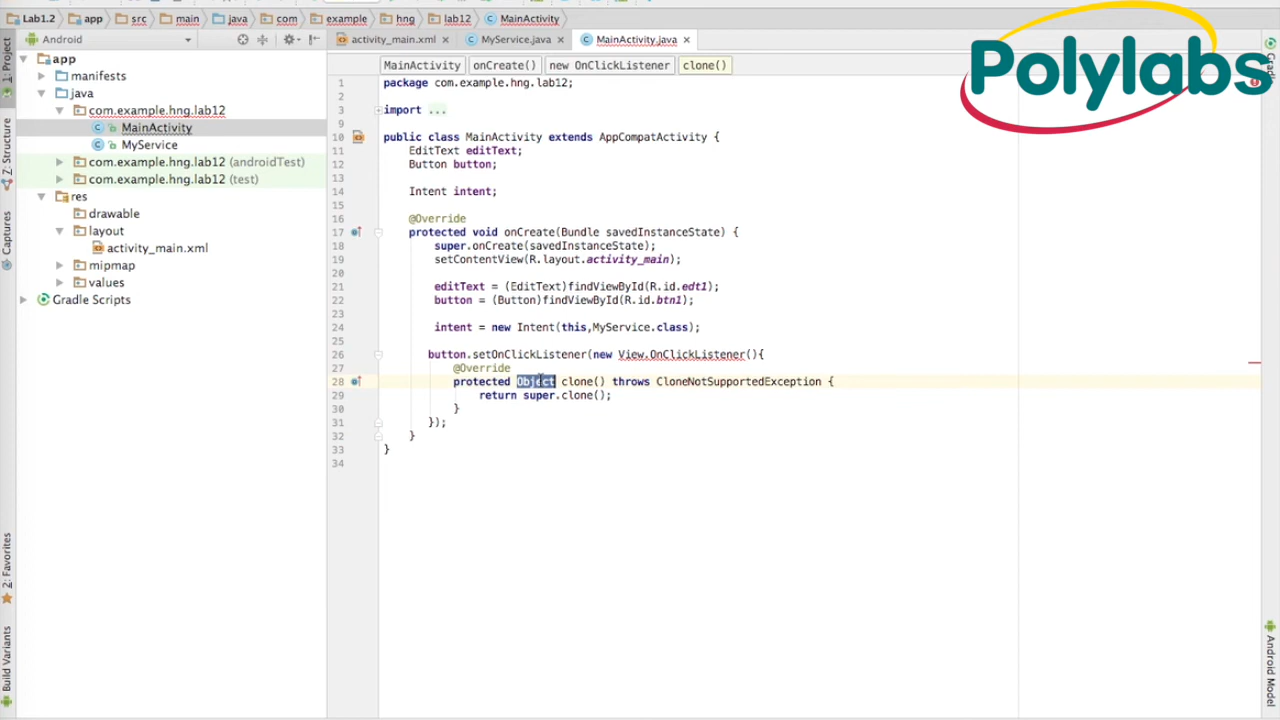 Lab1.2 app src main java com example hng lab12 MainActivity
Polylabs
Android
activity_main.xml MyService.java MainActivity.java
MainActivity onCreate() new OnClickListener clone()
1: Project
Z: Structure
Captures
2: Favorites
Build Variants
Android Model
app
manifests
java
com.example.hng.lab12
MainActivity
MyService
com.example.hng.lab12 (androidTest)
com.example.hng.lab12 (test)
res
drawable
layout
activity_main.xml
mipmap
values
Gradle Scripts
1 package com.example.hng.lab12;
2
3 import ...
9
10 public class MainActivity extends AppCompatActivity {
11 EditText editText;
12 Button button;
13
14 Intent intent;
15
16 @Override
17 protected void onCreate(Bundle savedInstanceState) {
18 super.onCreate(savedInstanceState);
19 setContentView(R.layout.activity_main);
20
21 editText = (EditText)findViewById(R.id.edt1);
22 button = (Button)findViewById(R.id.btn1);
23
24 intent = new Intent(this,MyService.class);
25
26 button.setOnClickListener(new View.OnClickListener(){
27 @Override
28 protected Object clone() throws CloneNotSupportedException {
29 return super.clone();
30 }
31 });
32 }
33 }
34